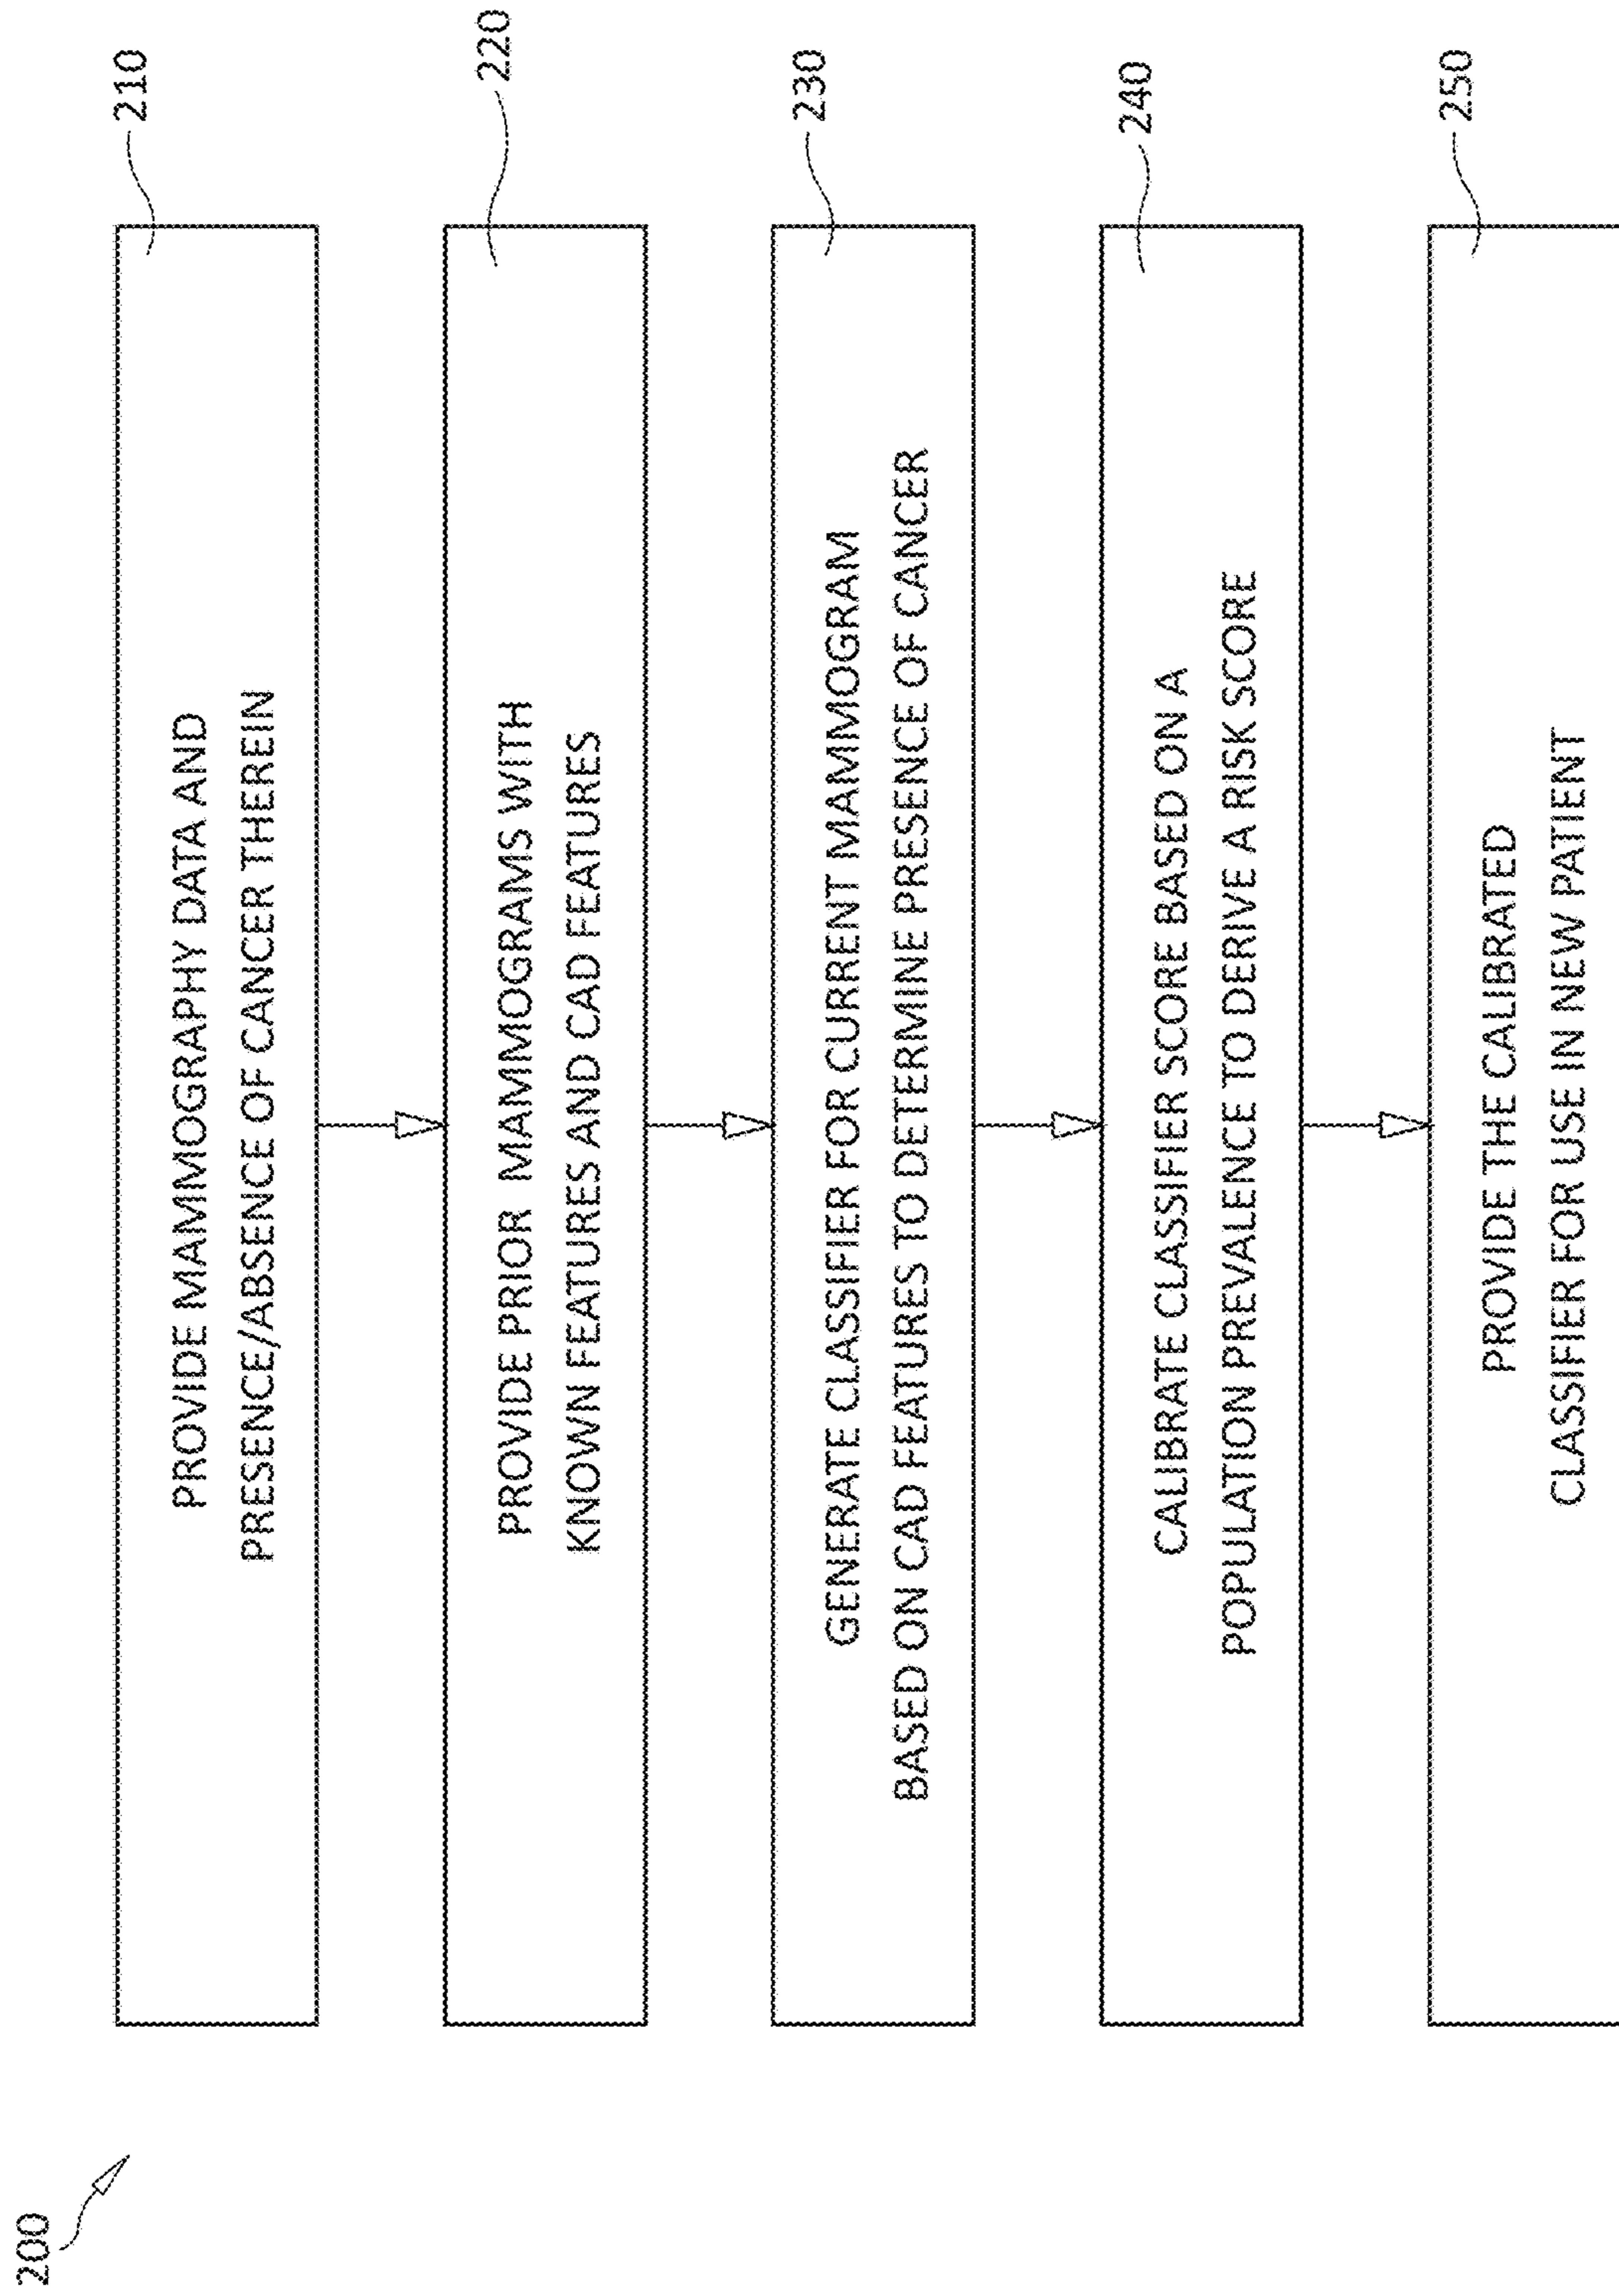 200
210
PROVIDE MAMMOGRAPHY DATA AND
PRESENCE/ABSENCE OF CANCER THEREIN
220
PROVIDE PRIOR MAMMOGRAMS WITH
KNOWN FEATURES AND CAD FEATURES
230
GENERATE CLASSIFIER FOR CURRENT MAMMOGRAM
BASED ON CAD FEATURES TO DETERMINE PRESENCE OF CANCER
240
CALIBRATE CLASSIFIER SCORE BASED ON A
POPULATION PREVALENCE TO DERIVE A RISK SCORE
250
PROVIDE THE CALIBRATED
CLASSIFIER FOR USE IN NEW PATIENT